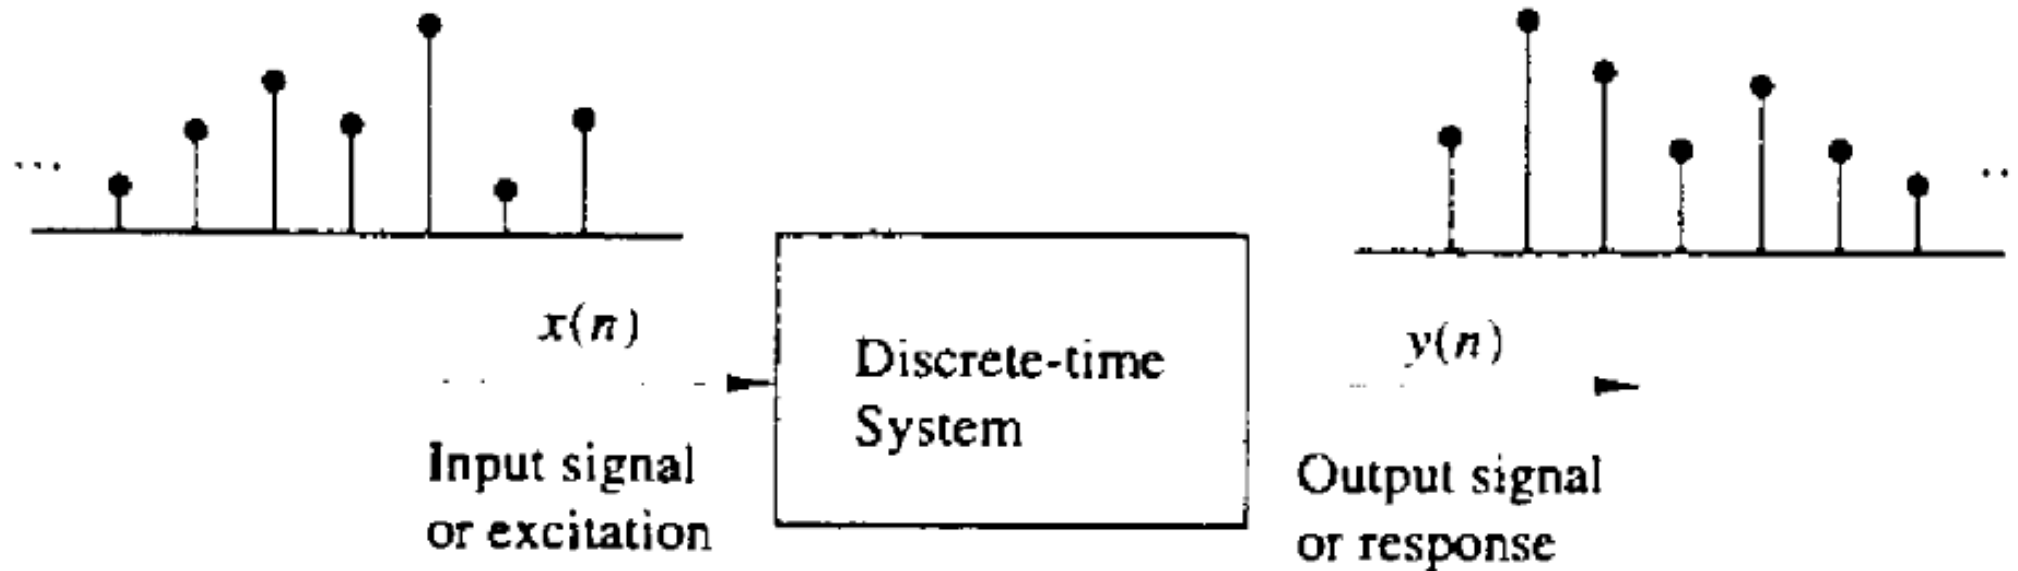 x(n)
Discrete-time
System
Input signal
or excitation
y(n)
Output signal
or response